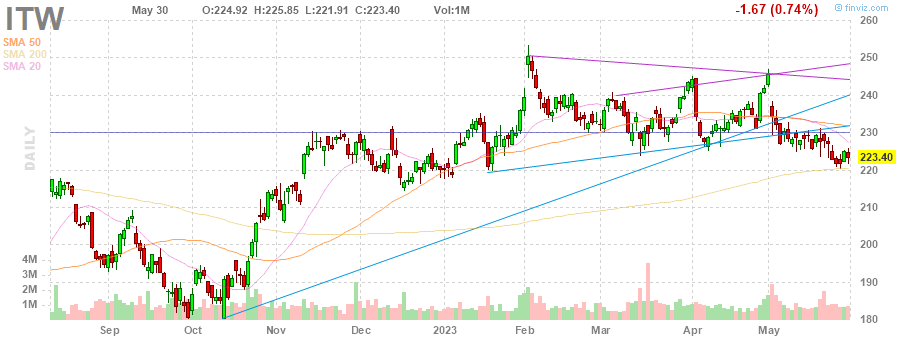 ITW May 30 O:224.92 H:225.85 L:221.91 C:223.40 Vol:1M -1.67 (0.74%) finviz.com
SMA 50
SMA 200
SMA 20
DAILY
260
250
240
230
223.40
220
210
200
190
180
4M
3M
2M
1M
Sep Oct Nov Dec 2023 Feb Mar Apr May